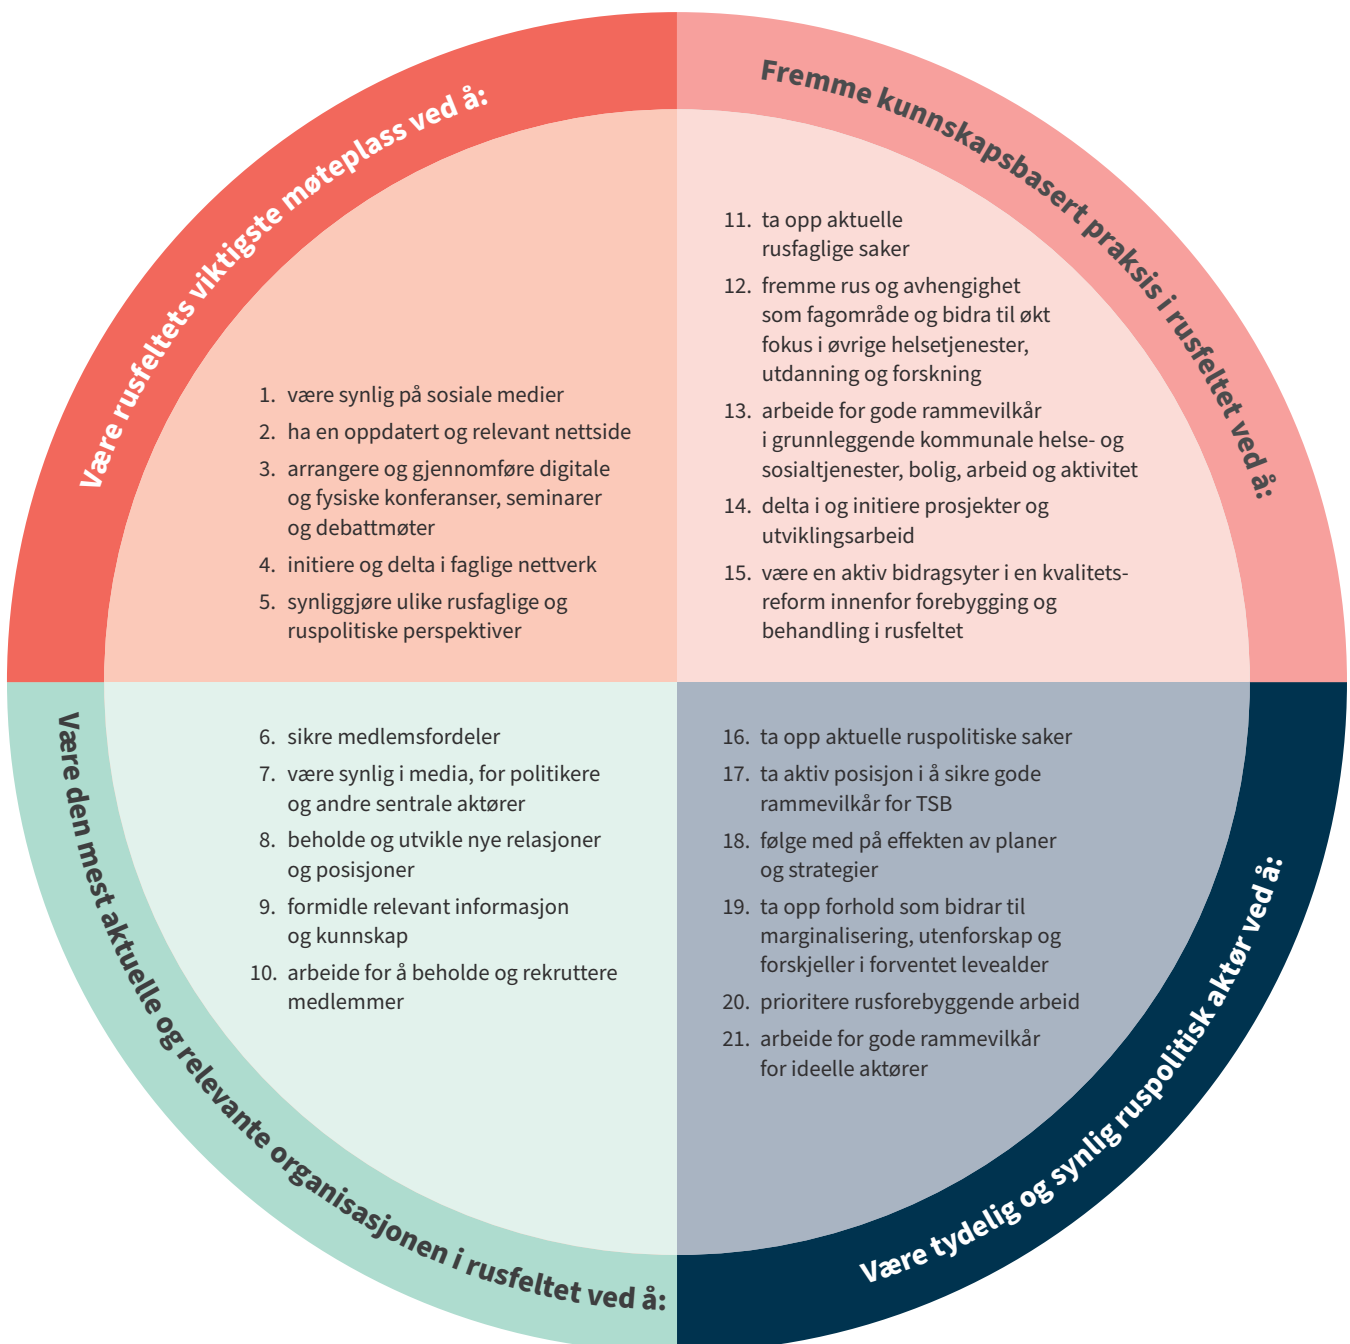 Være rusfeltets viktigste møteplass ved å:
1. være synlig på sosiale medier
2. ha en oppdatert og relevant nettside
3. arrangere og gjennomføre digitale
og fysiske konferanser, seminarer
og debattmøter
4. initiere og delta i faglige nettverk
5. synliggjøre ulike rusfaglige og
ruspolitiske perspektiver
Være den mest aktuelle og relevante organisasjonen i rusfeltet ved å:
6. sikre medlemsfordeler
7. være synlig i media, for politikere
og andre sentrale aktører
8. beholde og utvikle nye relasjoner
og posisjoner
9. formidle relevant informasjon
og kunnskap
10. arbeide for å beholde og rekruttere
medlemmer
Fremme kunnskapsbasert praksis i rusfeltet ved å:
11. ta opp aktuelle
rusfaglige saker
12. fremme rus og avhengighet
som fagområde og bidra til økt
fokus i øvrige helsetjenester,
utdanning og forskning
13. arbeide for gode rammevilkår
i grunnleggende kommunale helse- og
sosialtjenester, bolig, arbeid og aktivitet
14. delta i og initiere prosjekter og
utviklingsarbeid
15. være en aktiv bidragsyter i en kvalitets-
reform innenfor forebygging og
behandling i rusfeltet
Være tydelig og synlig ruspolitisk aktør ved å:
16. ta opp aktuelle ruspolitiske saker
17. ta aktiv posisjon i å sikre gode
rammevilkår for TSB
18. følge med på effekten av planer
og strategier
19. ta opp forhold som bidrar til
marginalisering, utenforskap og
forskjeller i forventet levealder
20. prioritere rusforebyggende arbeid
21. arbeide for gode rammevilkår
for ideelle aktører